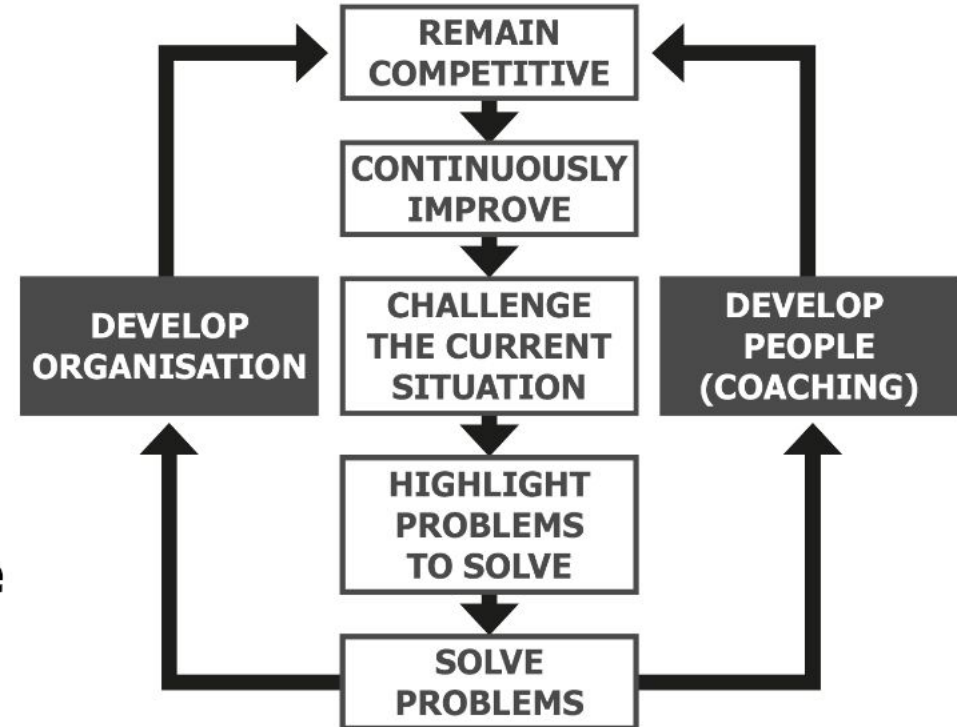 REMAIN
COMPETITIVE
CONTINUOUSLY
IMPROVE
DEVELOP
ORGANISATION
CHALLENGE
THE CURRENT
SITUATION
DEVELOP
PEOPLE
(COACHING)
HIGHLIGHT
PROBLEMS
TO SOLVE
e
SOLVE
PROBLEMS